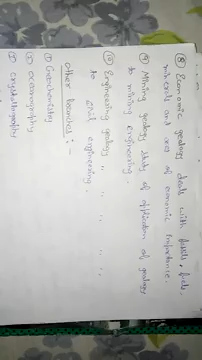 ⑧ Economic geology deals with fossils, fuels,
minerals and ores of economic importance.
⑨ Mining geology study of application of geology
to mining engineering.
⑩ Engineering geology " " " " "
to civil engineering.
Other branches :-
① Geochemistry
② oceanography
③ crystallography